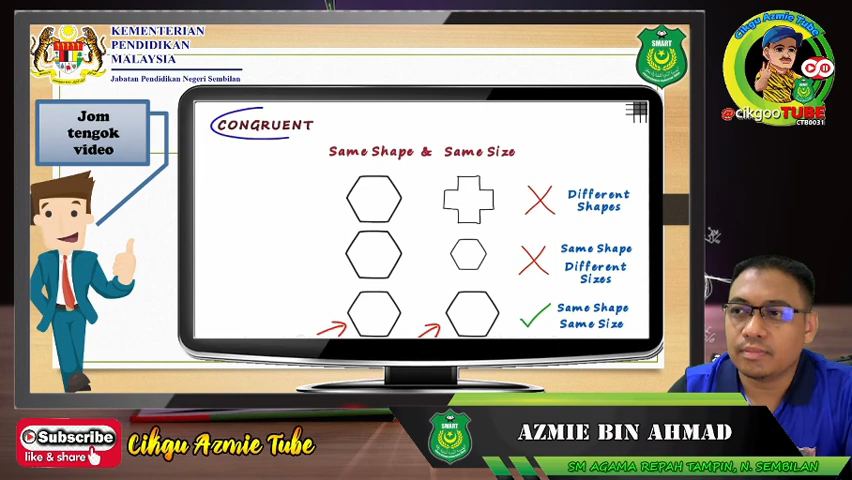 KEMENTERIAN
PENDIDIKAN
MALAYSIA
Jabatan Pendidikan Negeri Sembilan
SMART
Cikgu Azmie Tube
@cikgooTUBE
CTB0031
Jom
tengok
video
CONGRUENT
Same Shape & Same Size
Different
Shapes
Same Shape
Different
Sizes
Same Shape
Same Size
Subscribe
like & share
Cikgu Azmie Tube
SMART
AZMIE BIN AHMAD
SM AGAMA REPAH TAMPIN, N. SEMBILAN